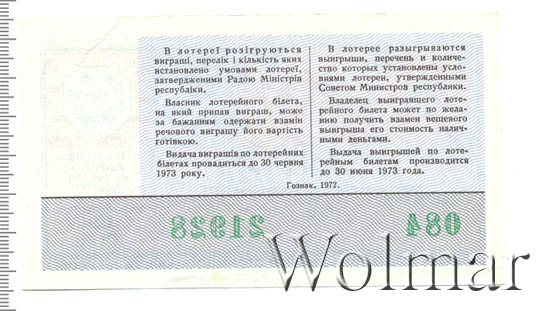 В лотереї розігруються
виграші, перелік і кількість яких
встановлено умовами лотереї,
затвердженими Радою Міністрів
республіки.
Власник лотерейного білета,
на який припав виграш, може
за бажанням одержати взамін
речового виграшу його вартість
готівкою.
Видача виграшів по лотерейних
білетах провадиться до 30 червня
1973 року.
В лотерее разыгрываются
выигрыши, перечень и количе-
ство которых установлены усло-
виями лотереи, утвержденными
Советом Министров республики.
Владелец выигравшего лоте-
рейного билета может по жела-
нию получить взамен вещевого
выигрыша его стоимость налич-
ными деньгами.
Выдача выигрышей по лоте-
рейным билетам производится
до 30 июня 1973 года.
Гознак. 1972.
21928 084
Wolmar